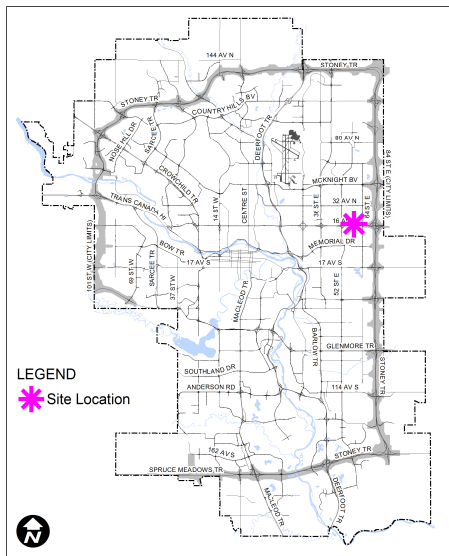 144 AV N
STONEY TR
STONEY TR
COUNTRY HILLS BV
NOSE HILL DR
SARCEE TR
DEERFOOT TR
80 AV N
84 ST E (CITY LIMITS)
CROWCHILD TR
MCKNIGHT BV
TRANS CANADA HI
14 ST W
CENTRE ST
32 AV N
16 A
MEMORIAL DR
BOW TR
17 AV S
17 AV S
101 ST W (CITY LIMITS)
69 ST W
SARCEE TR
37 ST W
52 ST E
MACLEOD TR
BARLOW TR
GLENMORE TR
STONEY TR
SOUTHLAND DR
ANDERSON RD
114 AV S
LEGEND
Site Location
162 AV S
STONEY TR
SPRUCE MEADOWS TR
MACLEOD TR
DEERFOOT TR
N